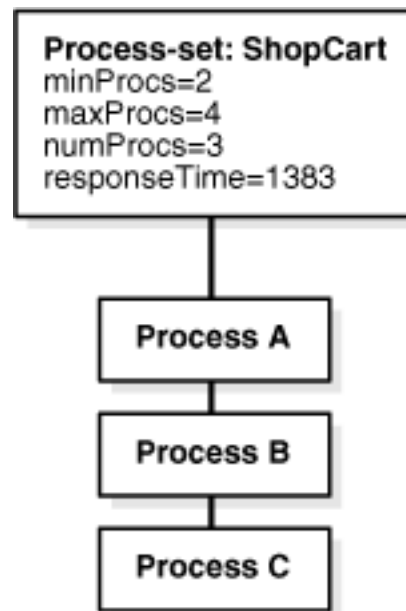 Process-set: ShopCart
minProcs=2
maxProcs=4
numProcs=3
responseTime=1383
Process A
Process B
Process C